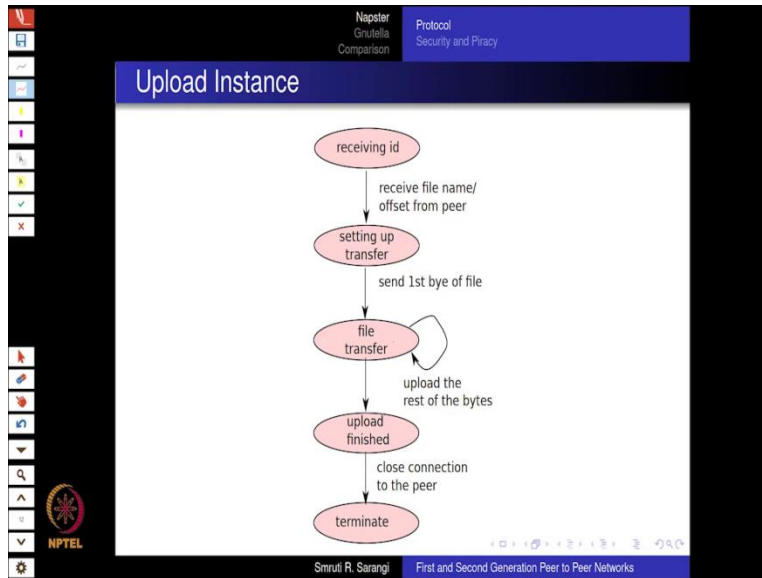 Napster
Gnutella
Comparison
Protocol
Security and Piracy
Upload Instance
receiving id
receive file name/
offset from peer
setting up
transfer
send 1st bye of file
file
transfer
upload the
rest of the bytes
upload
finished
close connection
to the peer
terminate
NPTEL
Smruti R. Sarangi
First and Second Generation Peer to Peer Networks